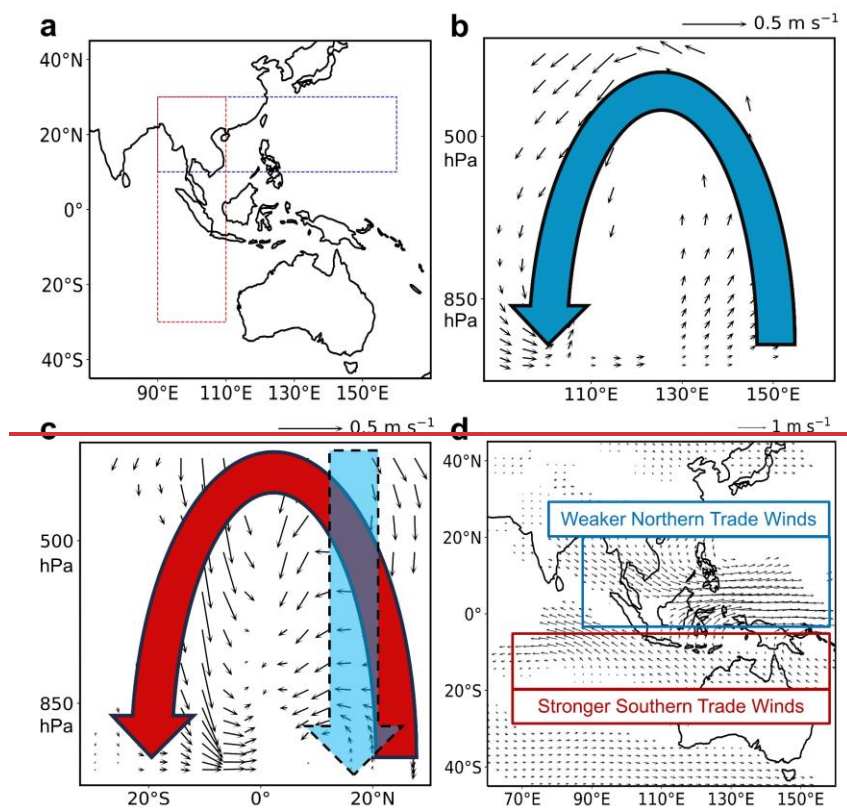 a
40°N
20°N
0°
20°S
40°S
90°E 110°E 130°E 150°E
b
0.5 m s⁻¹
500
hPa
850
hPa
110°E 130°E 150°E
c
0.5 m s⁻¹
500
hPa
850
hPa
20°S 0° 20°N
d
1 m s⁻¹
40°N
Weaker Northern Trade Winds
20°N
0°
20°S
Stronger Southern Trade Winds
40°S
60°E
70°E 90°E 110°E 130°E 150°E